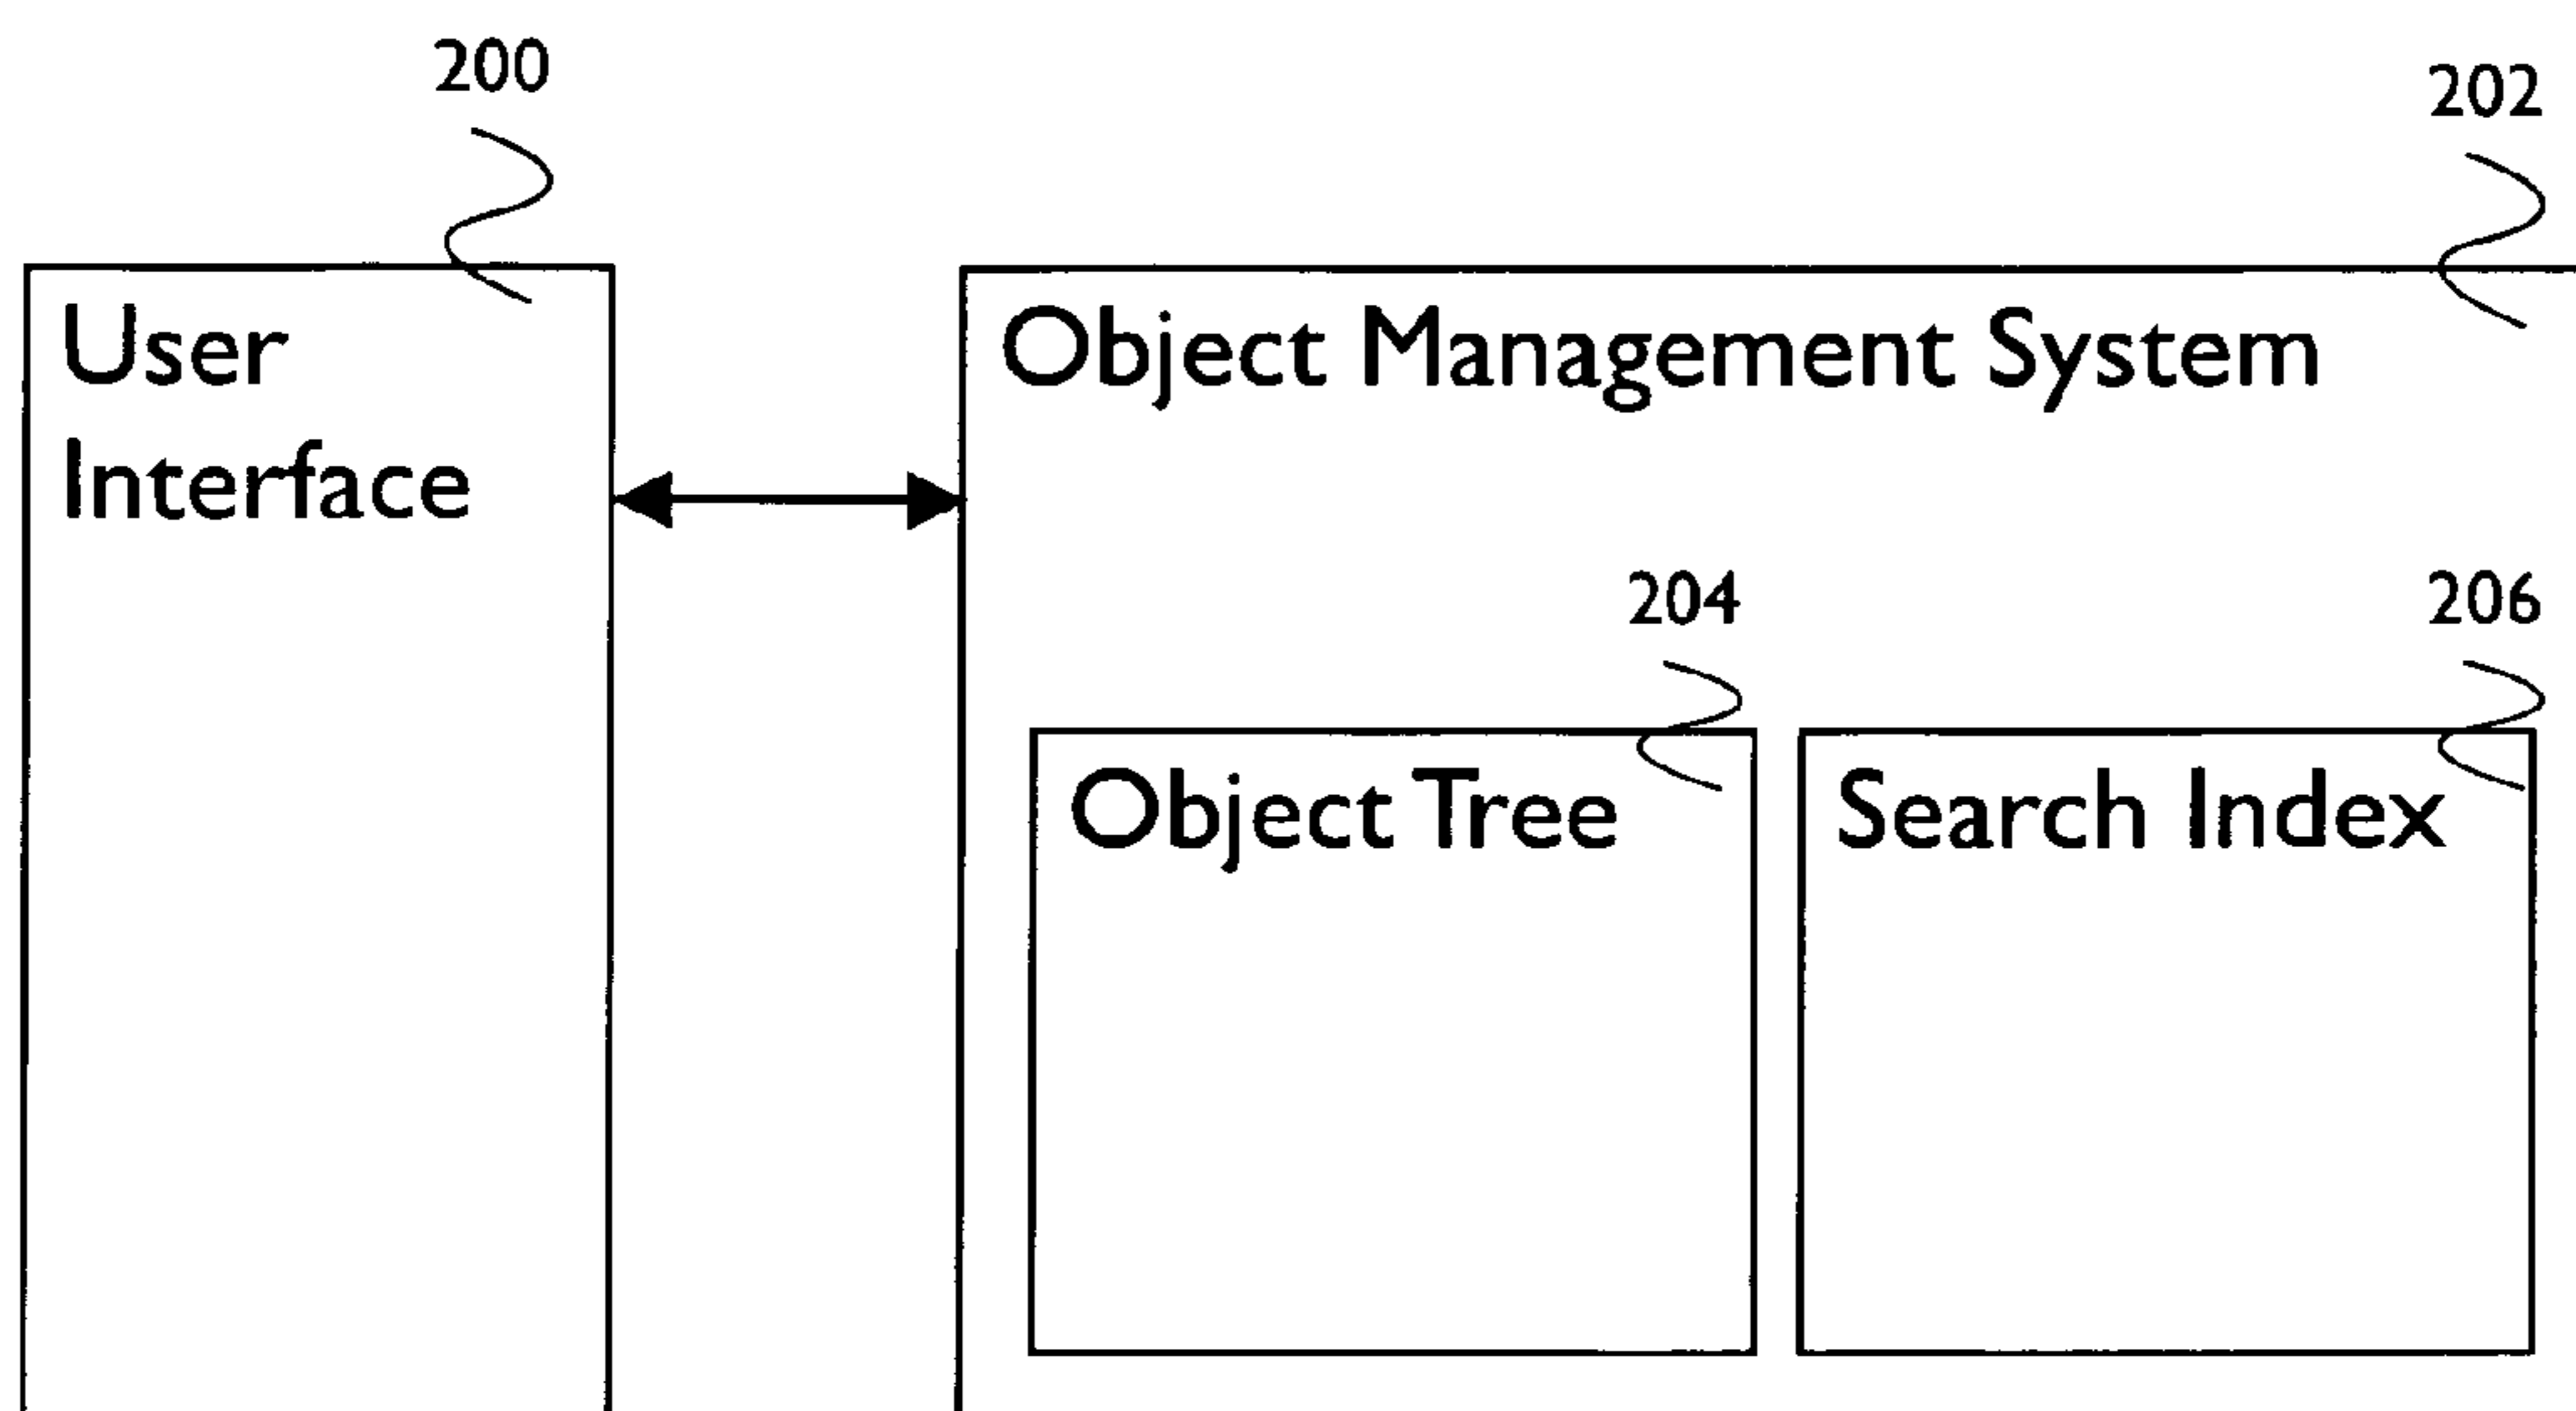 200
202
User
Interface
Object Management System
204
206
Object Tree
Search Index